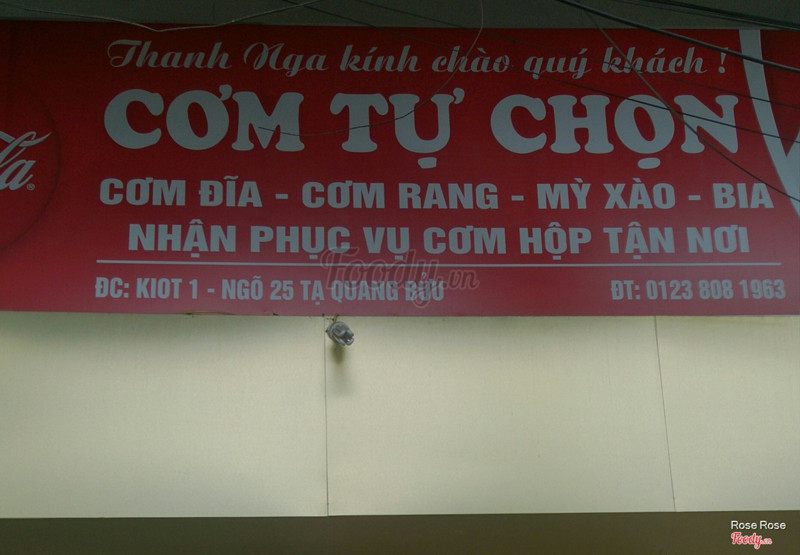 Thanh Nga kính chào quý khách !
CƠM TỰ CHỌN
CƠM ĐĨA - CƠM RANG - MỲ XÀO - BIA
NHẬN PHỤC VỤ CƠM HỘP TẬN NƠI
Foody.vn
ĐC: KIOT 1 - NGÕ 25 TẠ QUANG BỬU
ĐT: 0123 808 1963
Rose Rose
Foody.vn